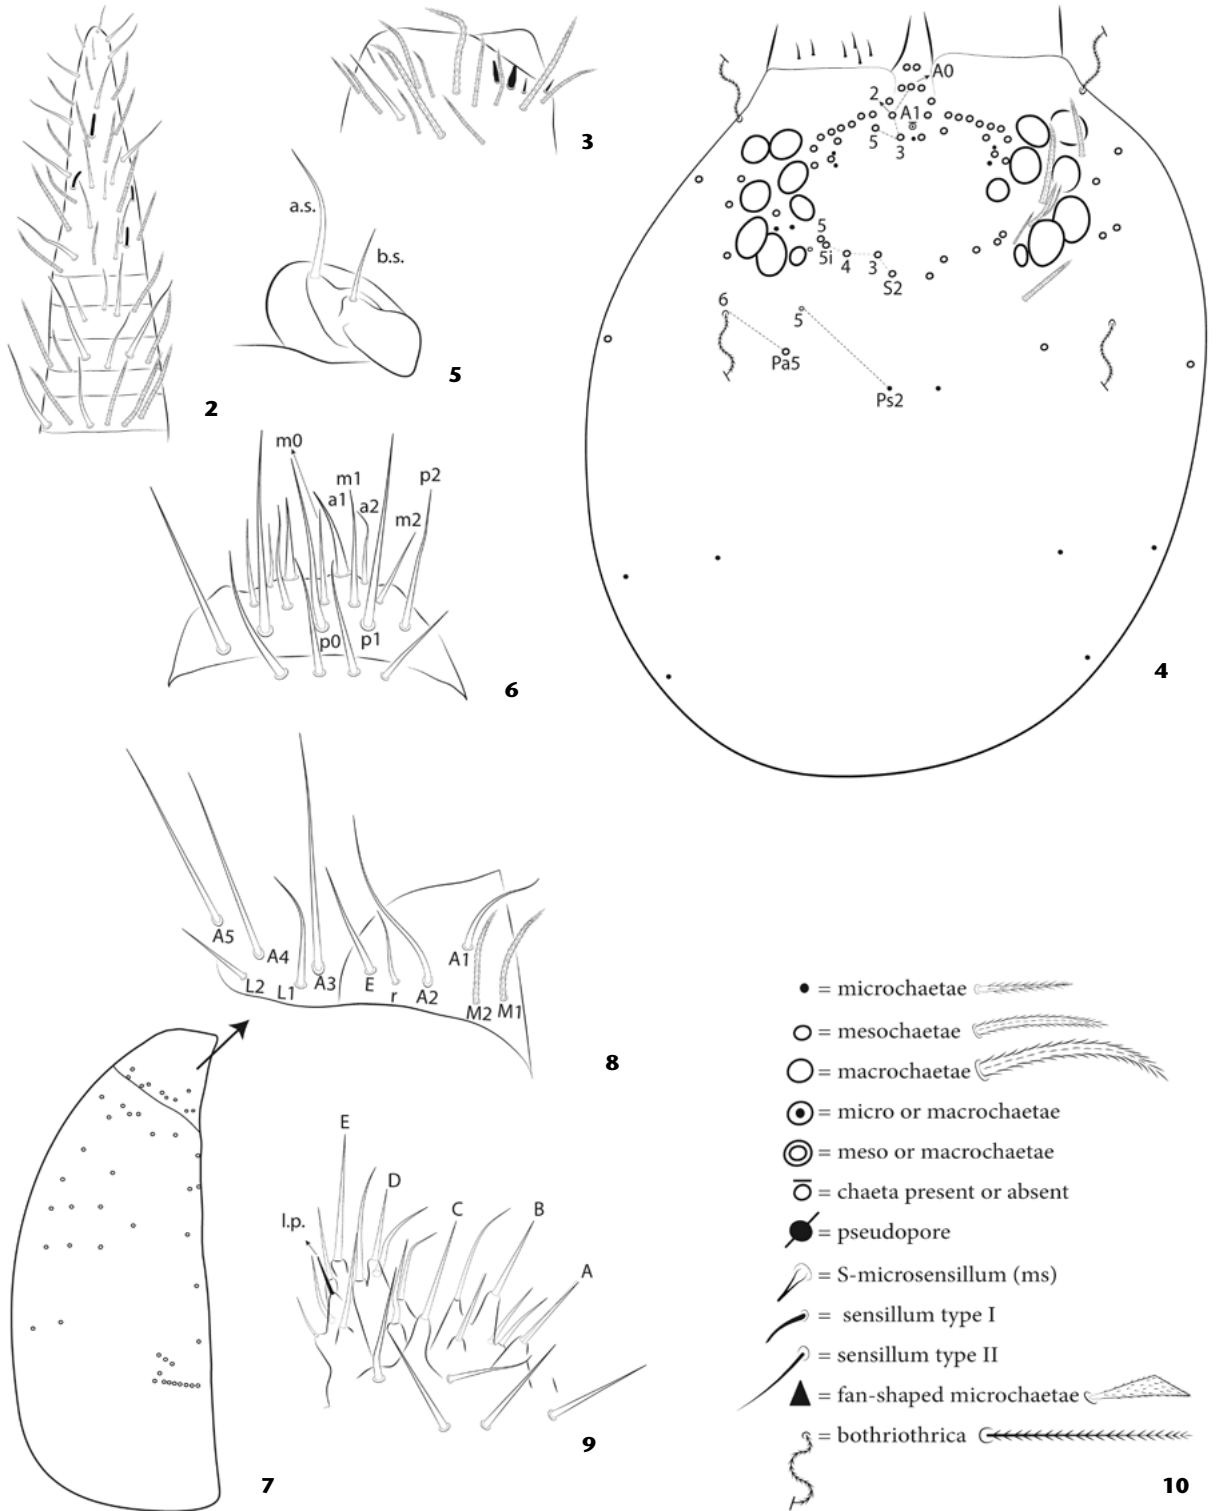 2
3
a.s.
b.s.
5
A0
2
A1
5
3
5
5i
4
3
S2
6
5
Pa5
Ps2
4
m0
m1
a1
a2
p2
m2
p0
p1
6
A5
A4
L2
L1
A3
E
r
A2
A1
M2
M1
8
7
E
D
C
B
A
l.p.
9
= microchaetae
= mesochaetae
= macrochaetae
= micro or macrochaetae
= meso or macrochaetae
= chaeta present or absent
= pseudopore
= S-microsensillum (ms)
= sensillum type I
= sensillum type II
= fan-shaped microchaetae
= bothriothrica
10